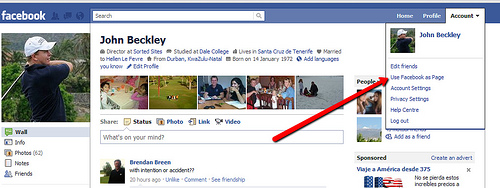 facebook
Search
Home Profile Account
John Beckley
Director at Sorted Sites Studied at Dale College Lives in Santa Cruz de Tenerife Married
to Hellen Le Fevre From Durban, KwaZulu-Natal Born on 14 January 1972 Add languages
you know Edit Profile
Share: Status Photo Link Video
What's on your mind?
Brendan Breen
with intention or accident??
20 hours ago · Unlike · Comment · See friendship
Wall
Info
Photos (62)
Notes
Friends
John Beckley
Edit friends
Use Facebook as Page
Account Settings
Privacy Settings
Help Centre
Log out
People
Add as a friend
Sponsored Create an advert
Viaje a América desde 375 x
No se pierda estos
increíbles precios a